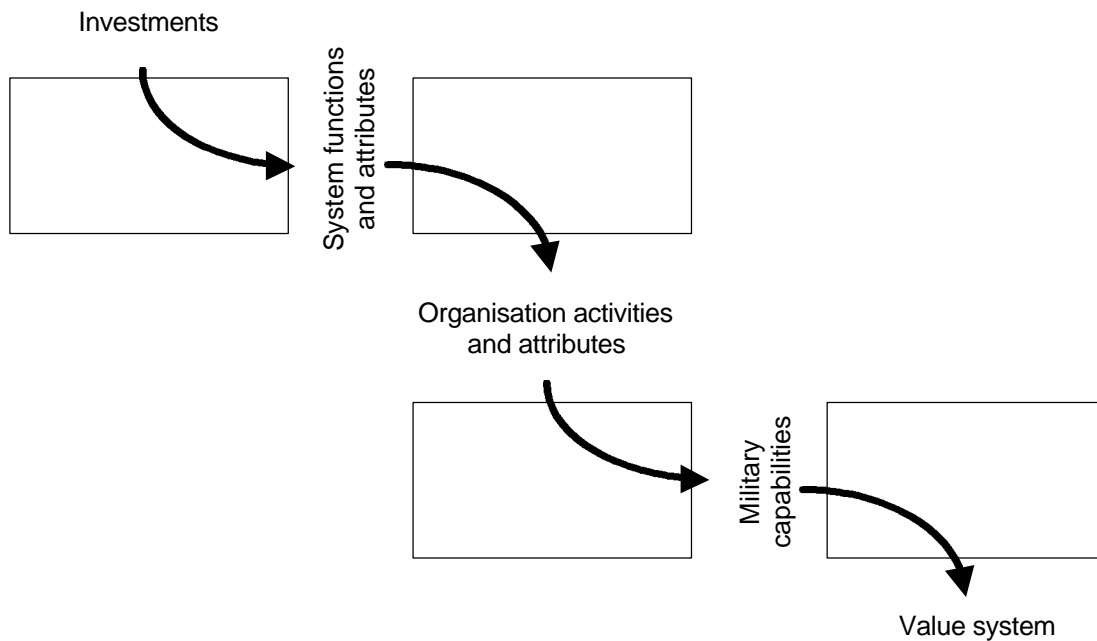 Investments
System functions
and attributes
Organisation activities
and attributes
Military
capabilities
Value system